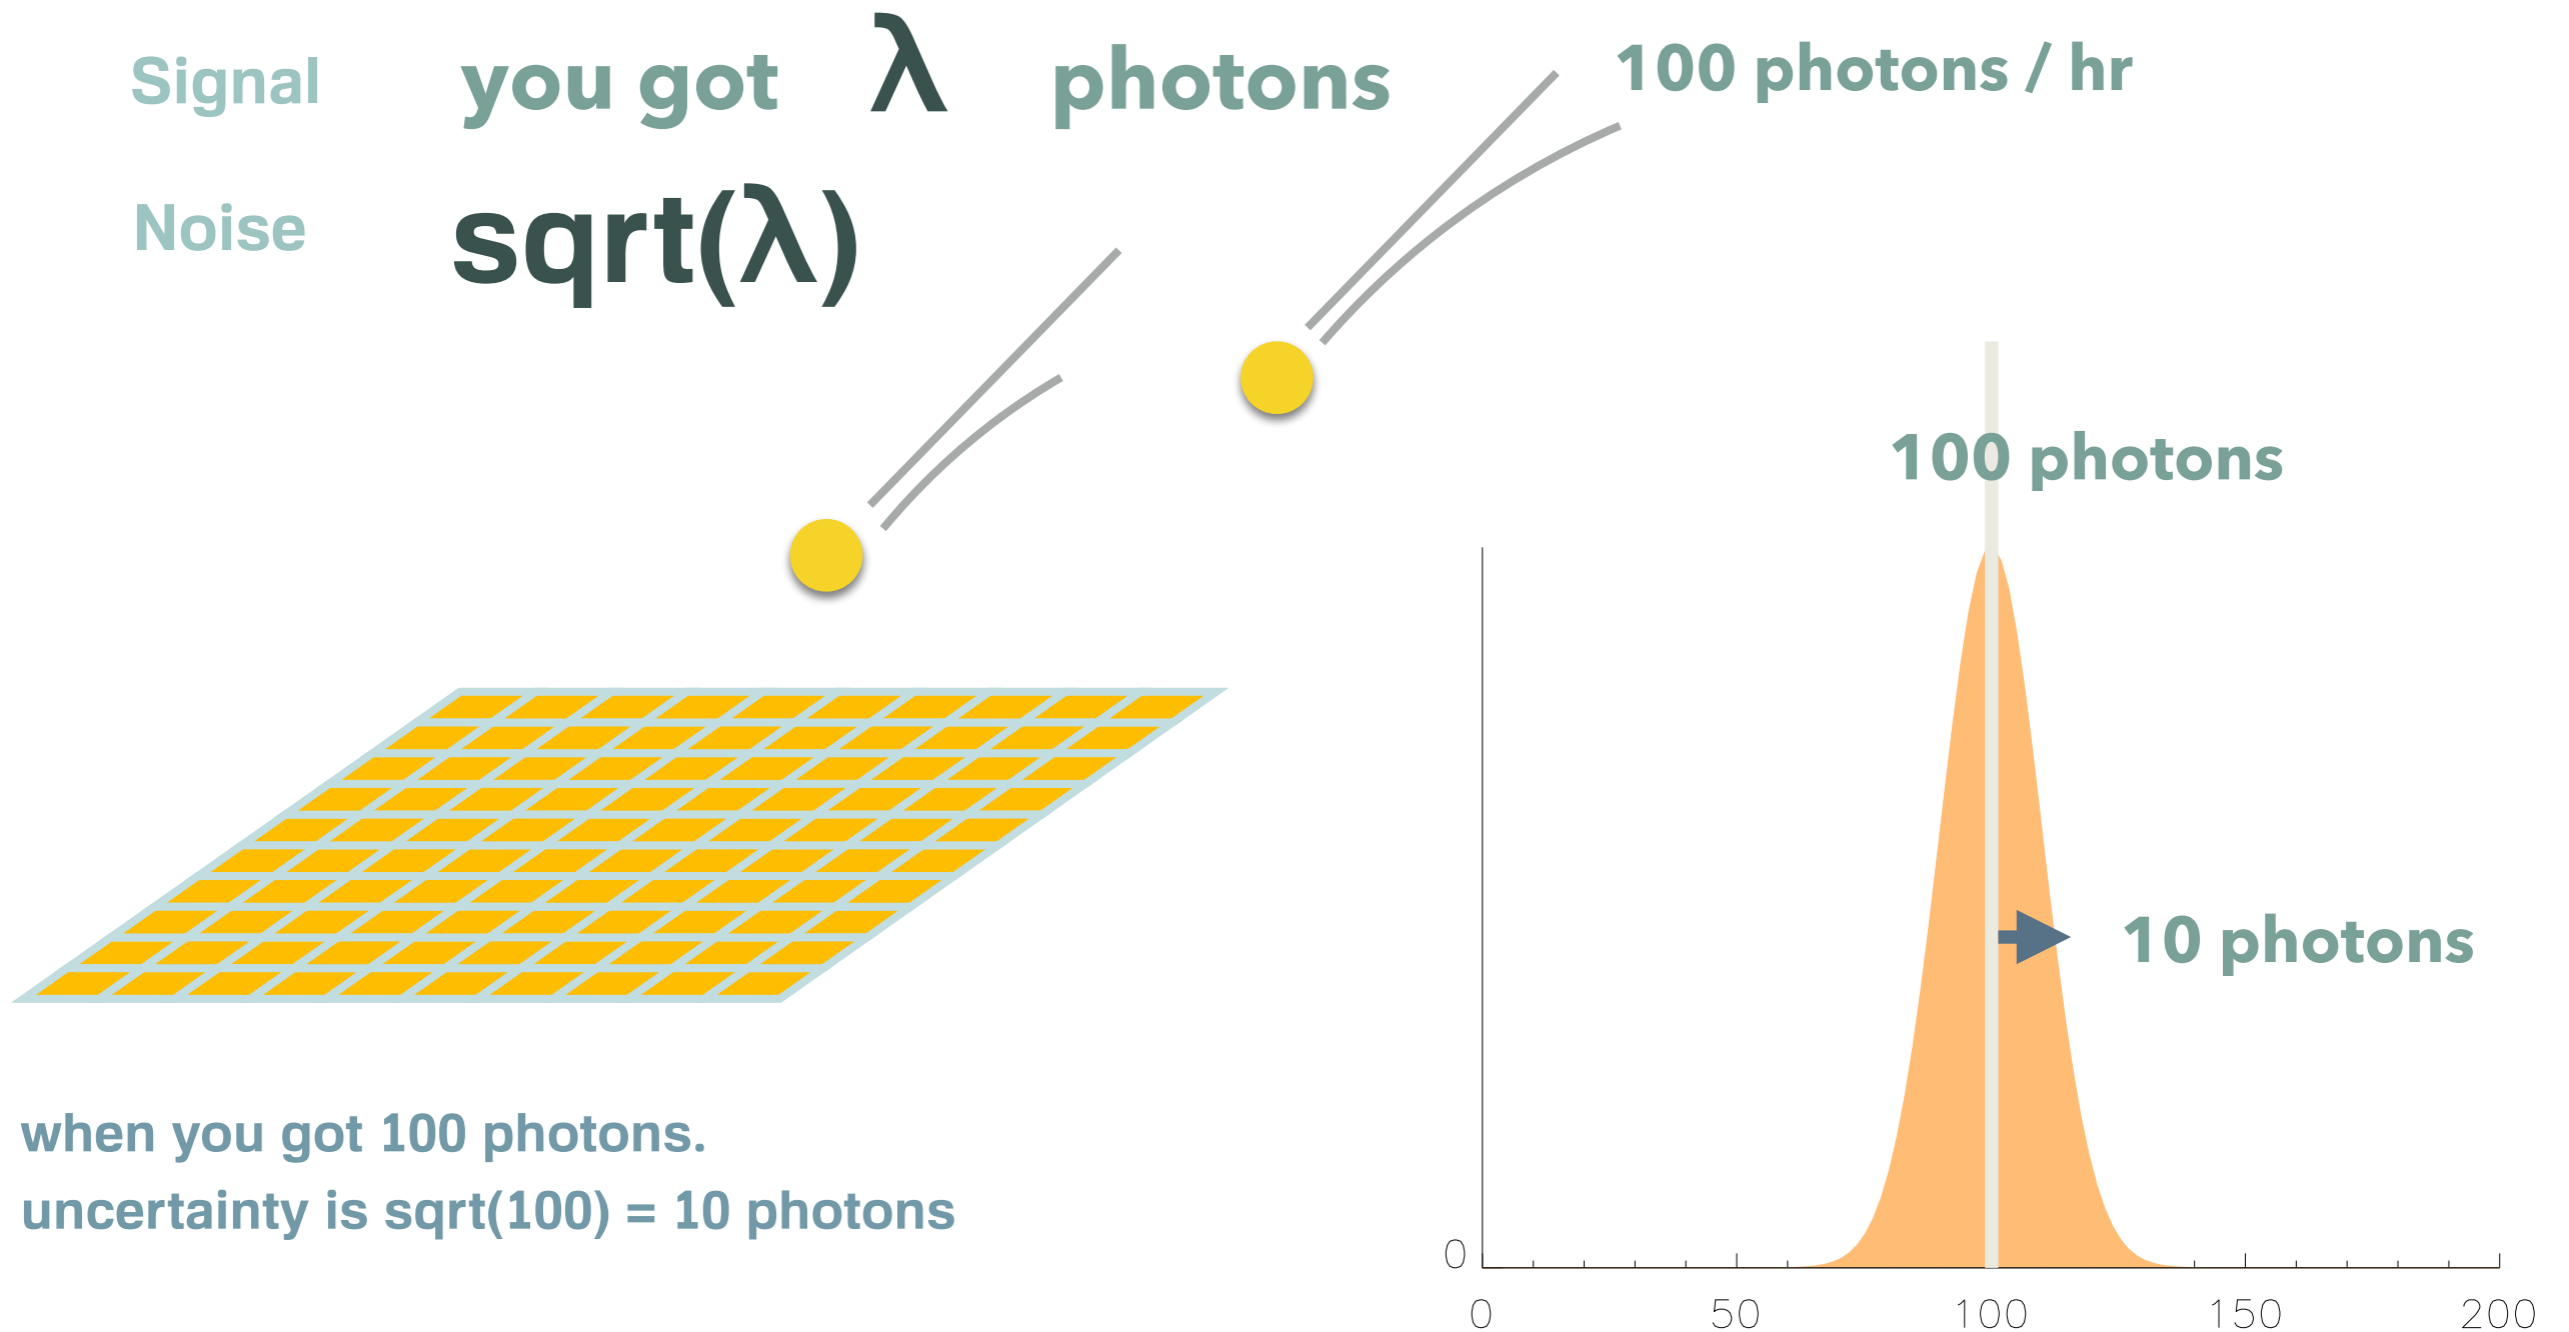 Signal you got λ photons
100 photons / hr
Noise sqrt(λ)
100 photons
10 photons
when you got 100 photons.
uncertainty is sqrt(100) = 10 photons
0
0 50 100 150 200